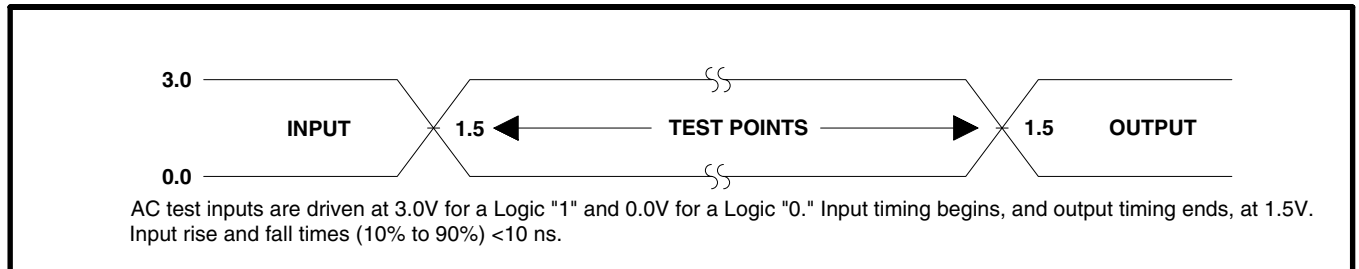 3.0
INPUT 1.5 TEST POINTS 1.5 OUTPUT
0.0
AC test inputs are driven at 3.0V for a Logic "1" and 0.0V for a Logic "0." Input timing begins, and output timing ends, at 1.5V.
Input rise and fall times (10% to 90%) <10 ns.